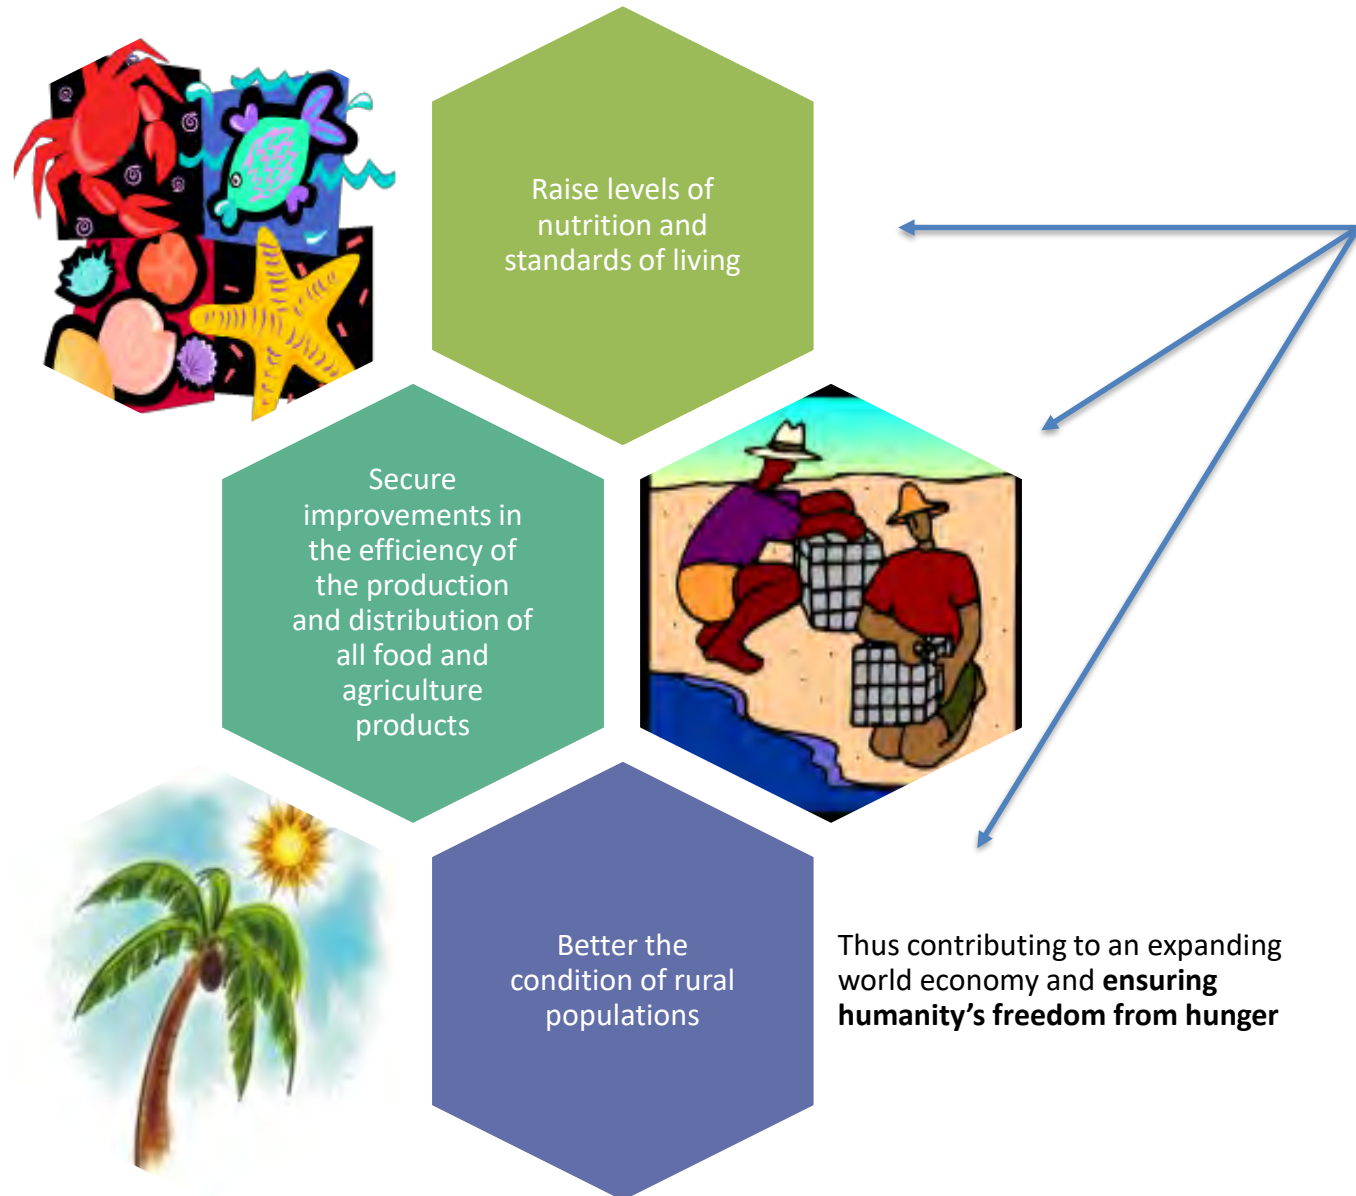 Raise levels of
nutrition and
standards of living
Secure
improvements in
the efficiency of
the production
and distribution of
all food and
agriculture
products
Better the
condition of rural
populations
Thus contributing to an expanding
world economy and ensuring
humanity’s freedom from hunger